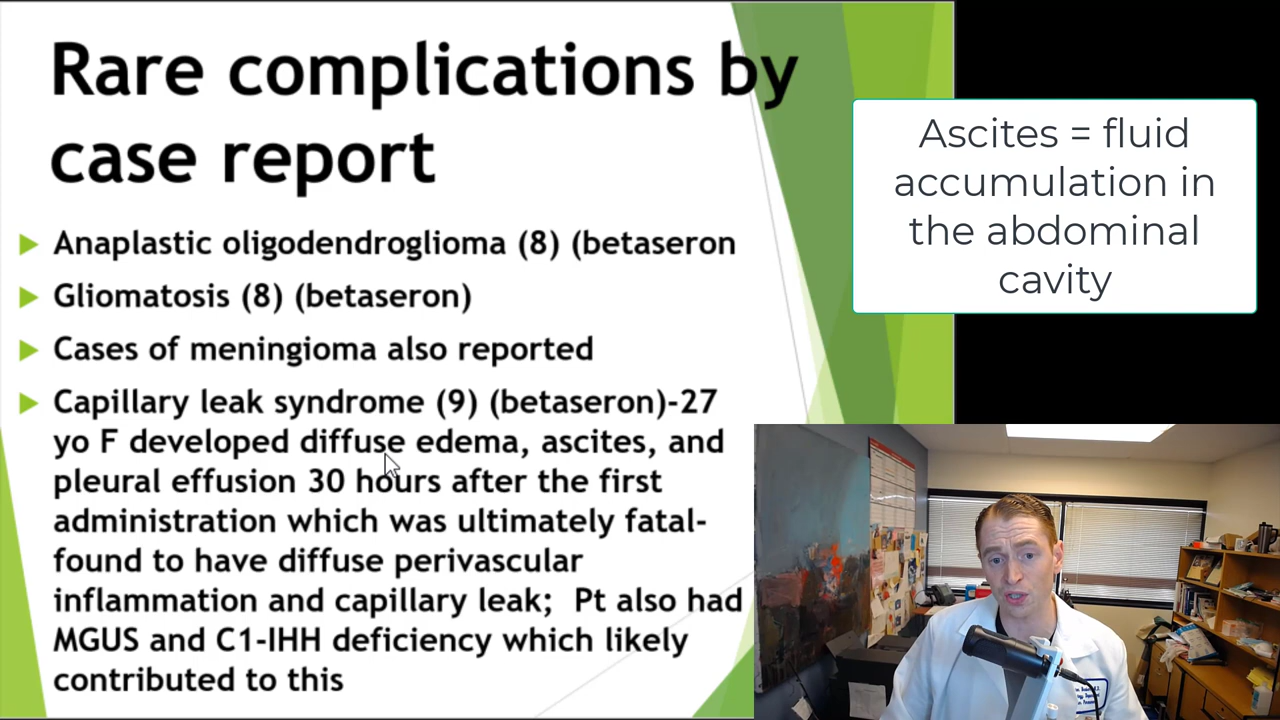 Rare complications by
case report
Anaplastic oligodendroglioma (8) (betaseron
Gliomatosis (8) (betaseron)
Cases of meningioma also reported
Capillary leak syndrome (9) (betaseron)-27
yo F developed diffuse edema, ascites, and
pleural effusion 30 hours after the first
administration which was ultimately fatal-
found to have diffuse perivascular
inflammation and capillary leak; Pt also had
MGUS and C1-IHH deficiency which likely
contributed to this
Ascites = fluid
accumulation in
the abdominal
cavity